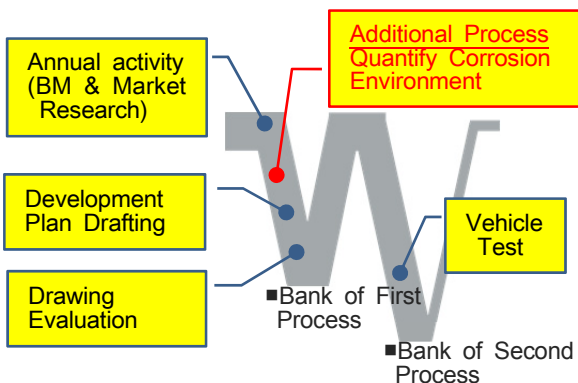 Annual activity
(BM & Market
Research)
Additional Process
Quantify Corrosion
Environment
Development
Plan Drafting
Vehicle
Test
Drawing
Evaluation
■Bank of First
Process
■Bank of Second
Process